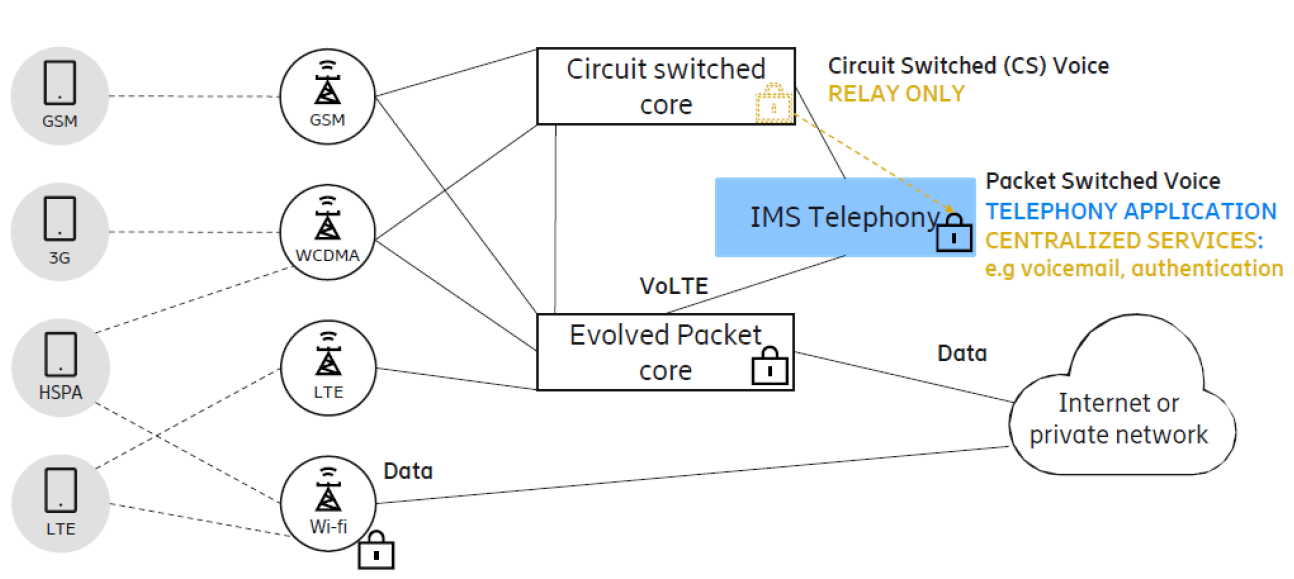 GSM
3G
HSPA
LTE
GSM
WCDMA
LTE
Wi-fi
Data
Circuit switched
core
Circuit Switched (CS) Voice
RELAY ONLY
IMS Telephony
Packet Switched Voice
TELEPHONY APPLICATION
CENTRALIZED SERVICES:
e.g voicemail, authentication
VoLTE
Evolved Packet
core
Data
Internet or
private network